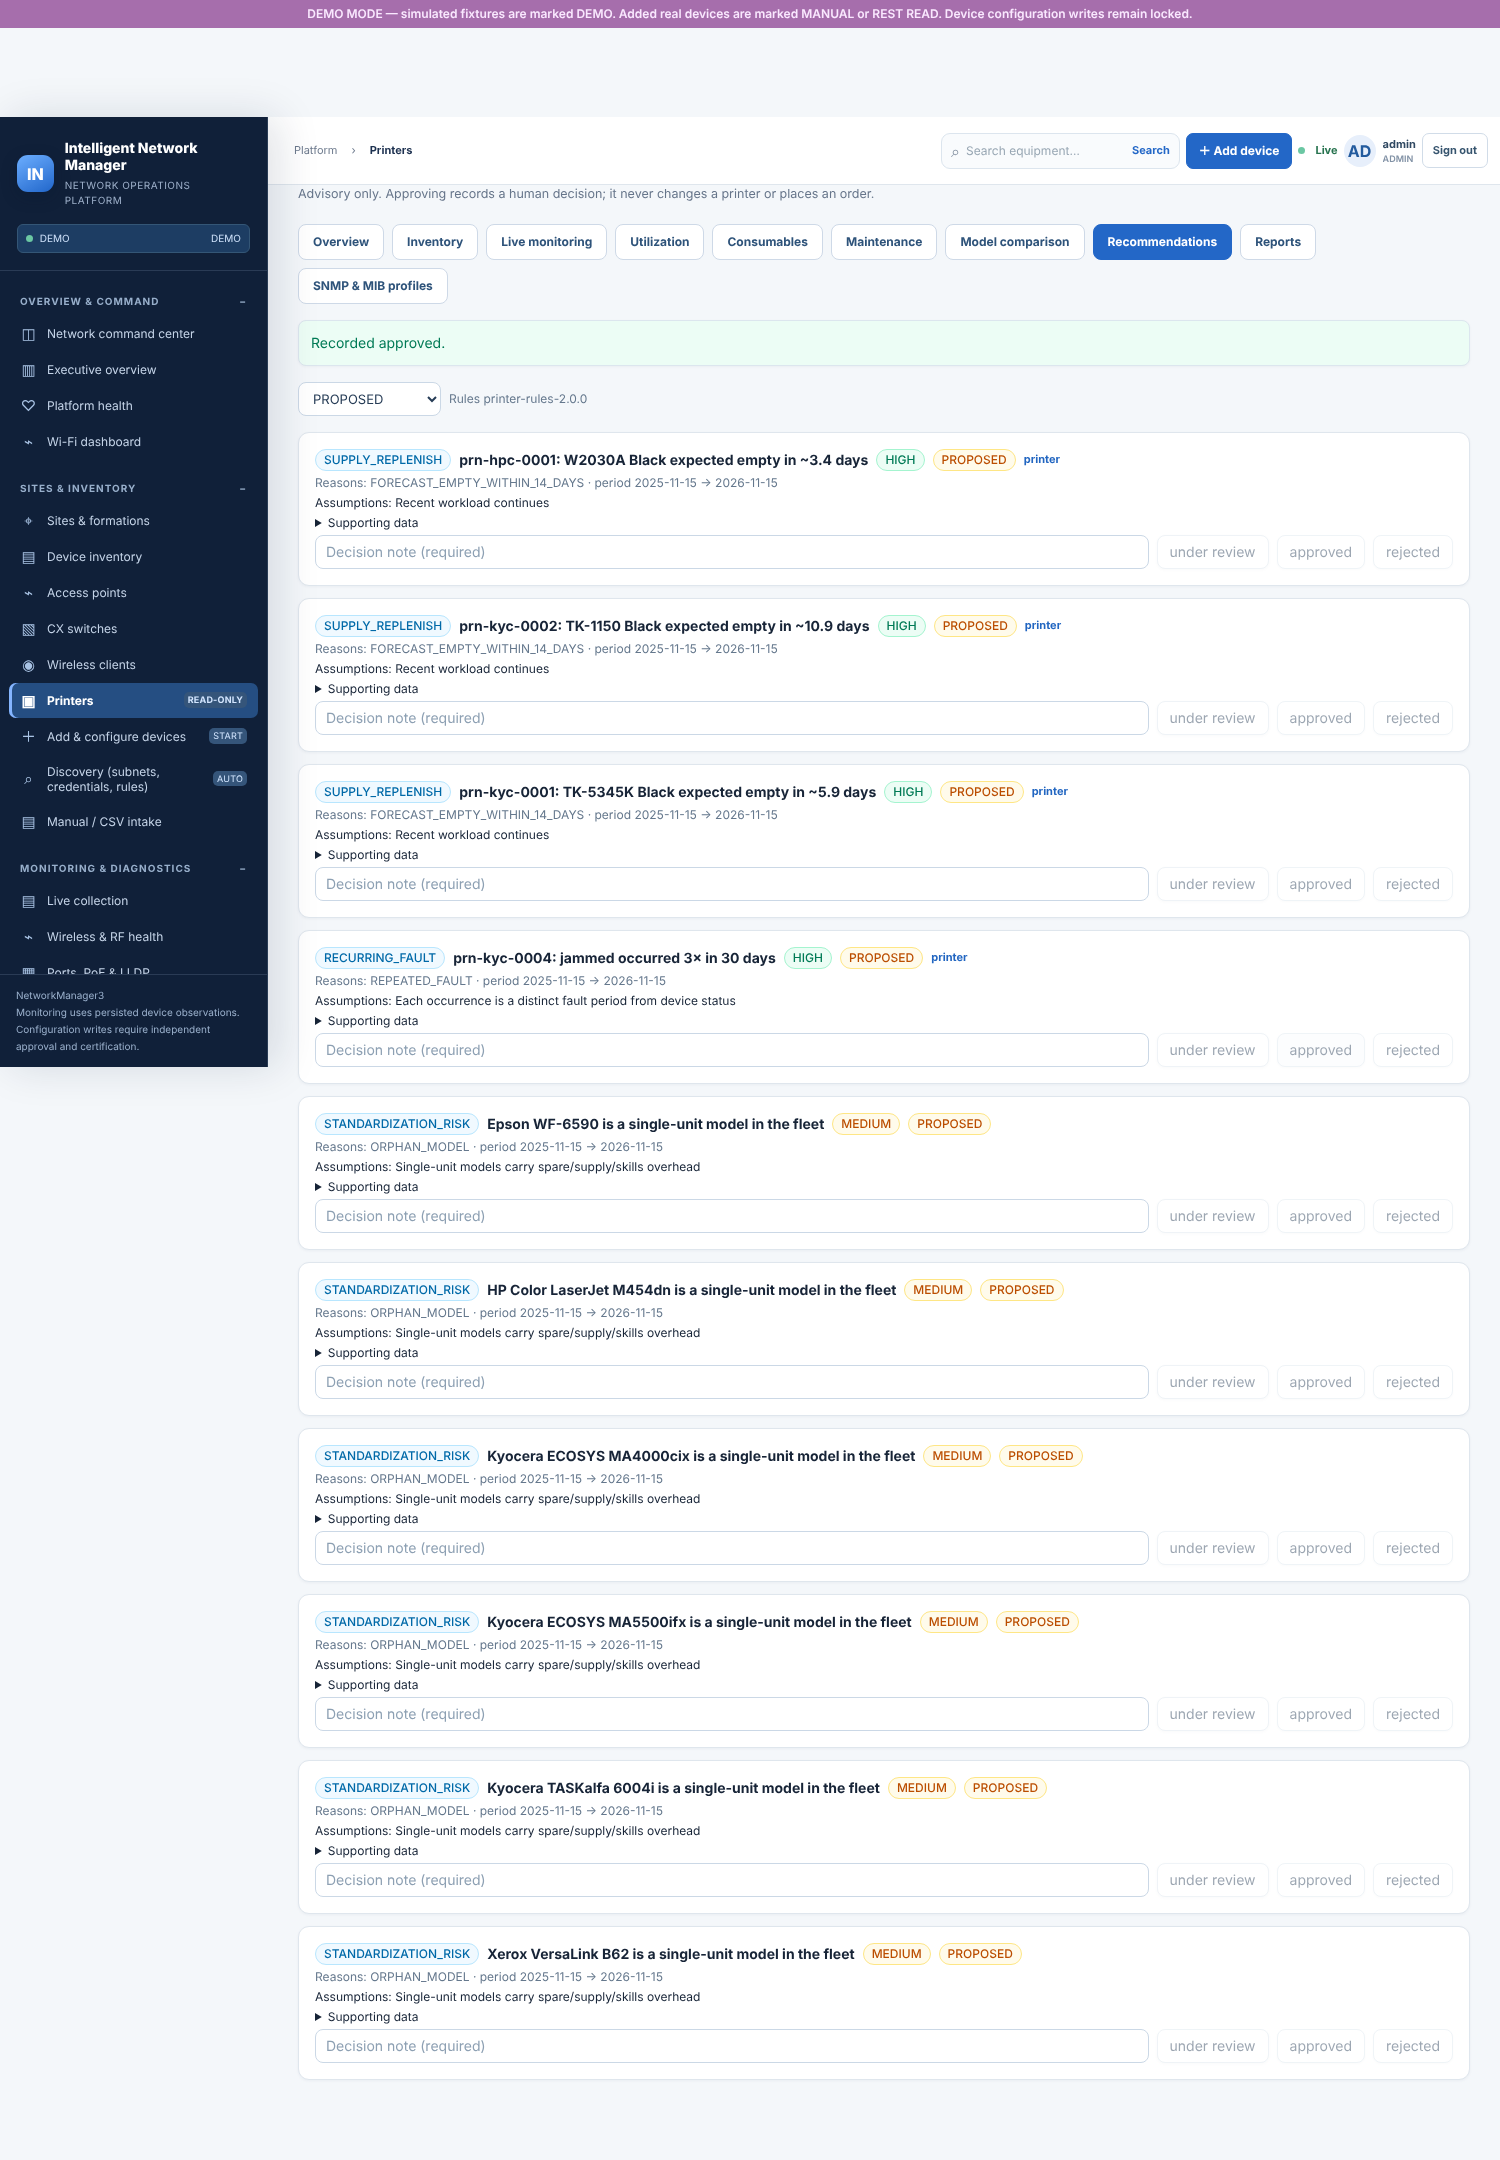 DEMO MODE — simulated fixtures are marked DEMO. Added real devices are marked MANUAL or REST READ. Device configuration writes remain locked.
IN
Intelligent Network
Manager
NETWORK OPERATIONS
PLATFORM
DEMO DEMO
OVERVIEW & COMMAND –
Network command center
Executive overview
Platform health
Wi-Fi dashboard
SITES & INVENTORY –
Sites & formations
Device inventory
Access points
CX switches
Wireless clients
Printers READ-ONLY
Add & configure devices START
Discovery (subnets,
credentials, rules) AUTO
Manual / CSV intake
MONITORING & DIAGNOSTICS –
Live collection
Wireless & RF health
Ports, PoE & LLDP
NetworkManager3
Monitoring uses persisted device observations.
Configuration writes require independent
approval and certification.
Platform › Printers
Search equipment... Search
+ Add device
Live
AD
admin
ADMIN
Sign out
Advisory only. Approving records a human decision; it never changes a printer or places an order.
Overview Inventory Live monitoring Utilization Consumables Maintenance Model comparison Recommendations Reports
SNMP & MIB profiles
Recorded approved.
PROPOSED Rules printer-rules-2.0.0
SUPPLY_REPLENISH prn-hpc-0001: W2030A Black expected empty in ~3.4 days HIGH PROPOSED printer
Reasons: FORECAST_EMPTY_WITHIN_14_DAYS · period 2025-11-15 → 2026-11-15
Assumptions: Recent workload continues
▶ Supporting data
Decision note (required) under review approved rejected
SUPPLY_REPLENISH prn-kyc-0002: TK-1150 Black expected empty in ~10.9 days HIGH PROPOSED printer
Reasons: FORECAST_EMPTY_WITHIN_14_DAYS · period 2025-11-15 → 2026-11-15
Assumptions: Recent workload continues
▶ Supporting data
Decision note (required) under review approved rejected
SUPPLY_REPLENISH prn-kyc-0001: TK-5345K Black expected empty in ~5.9 days HIGH PROPOSED printer
Reasons: FORECAST_EMPTY_WITHIN_14_DAYS · period 2025-11-15 → 2026-11-15
Assumptions: Recent workload continues
▶ Supporting data
Decision note (required) under review approved rejected
RECURRING_FAULT prn-kyc-0004: jammed occurred 3× in 30 days HIGH PROPOSED printer
Reasons: REPEATED_FAULT · period 2025-11-15 → 2026-11-15
Assumptions: Each occurrence is a distinct fault period from device status
▶ Supporting data
Decision note (required) under review approved rejected
STANDARDIZATION_RISK Epson WF-6590 is a single-unit model in the fleet MEDIUM PROPOSED
Reasons: ORPHAN_MODEL · period 2025-11-15 → 2026-11-15
Assumptions: Single-unit models carry spare/supply/skills overhead
▶ Supporting data
Decision note (required) under review approved rejected
STANDARDIZATION_RISK HP Color LaserJet M454dn is a single-unit model in the fleet MEDIUM PROPOSED
Reasons: ORPHAN_MODEL · period 2025-11-15 → 2026-11-15
Assumptions: Single-unit models carry spare/supply/skills overhead
▶ Supporting data
Decision note (required) under review approved rejected
STANDARDIZATION_RISK Kyocera ECOSYS MA4000cix is a single-unit model in the fleet MEDIUM PROPOSED
Reasons: ORPHAN_MODEL · period 2025-11-15 → 2026-11-15
Assumptions: Single-unit models carry spare/supply/skills overhead
▶ Supporting data
Decision note (required) under review approved rejected
STANDARDIZATION_RISK Kyocera ECOSYS MA5500ifx is a single-unit model in the fleet MEDIUM PROPOSED
Reasons: ORPHAN_MODEL · period 2025-11-15 → 2026-11-15
Assumptions: Single-unit models carry spare/supply/skills overhead
▶ Supporting data
Decision note (required) under review approved rejected
STANDARDIZATION_RISK Kyocera TASKalfa 6004i is a single-unit model in the fleet MEDIUM PROPOSED
Reasons: ORPHAN_MODEL · period 2025-11-15 → 2026-11-15
Assumptions: Single-unit models carry spare/supply/skills overhead
▶ Supporting data
Decision note (required) under review approved rejected
STANDARDIZATION_RISK Xerox VersaLink B62 is a single-unit model in the fleet MEDIUM PROPOSED
Reasons: ORPHAN_MODEL · period 2025-11-15 → 2026-11-15
Assumptions: Single-unit models carry spare/supply/skills overhead
▶ Supporting data
Decision note (required) under review approved rejected